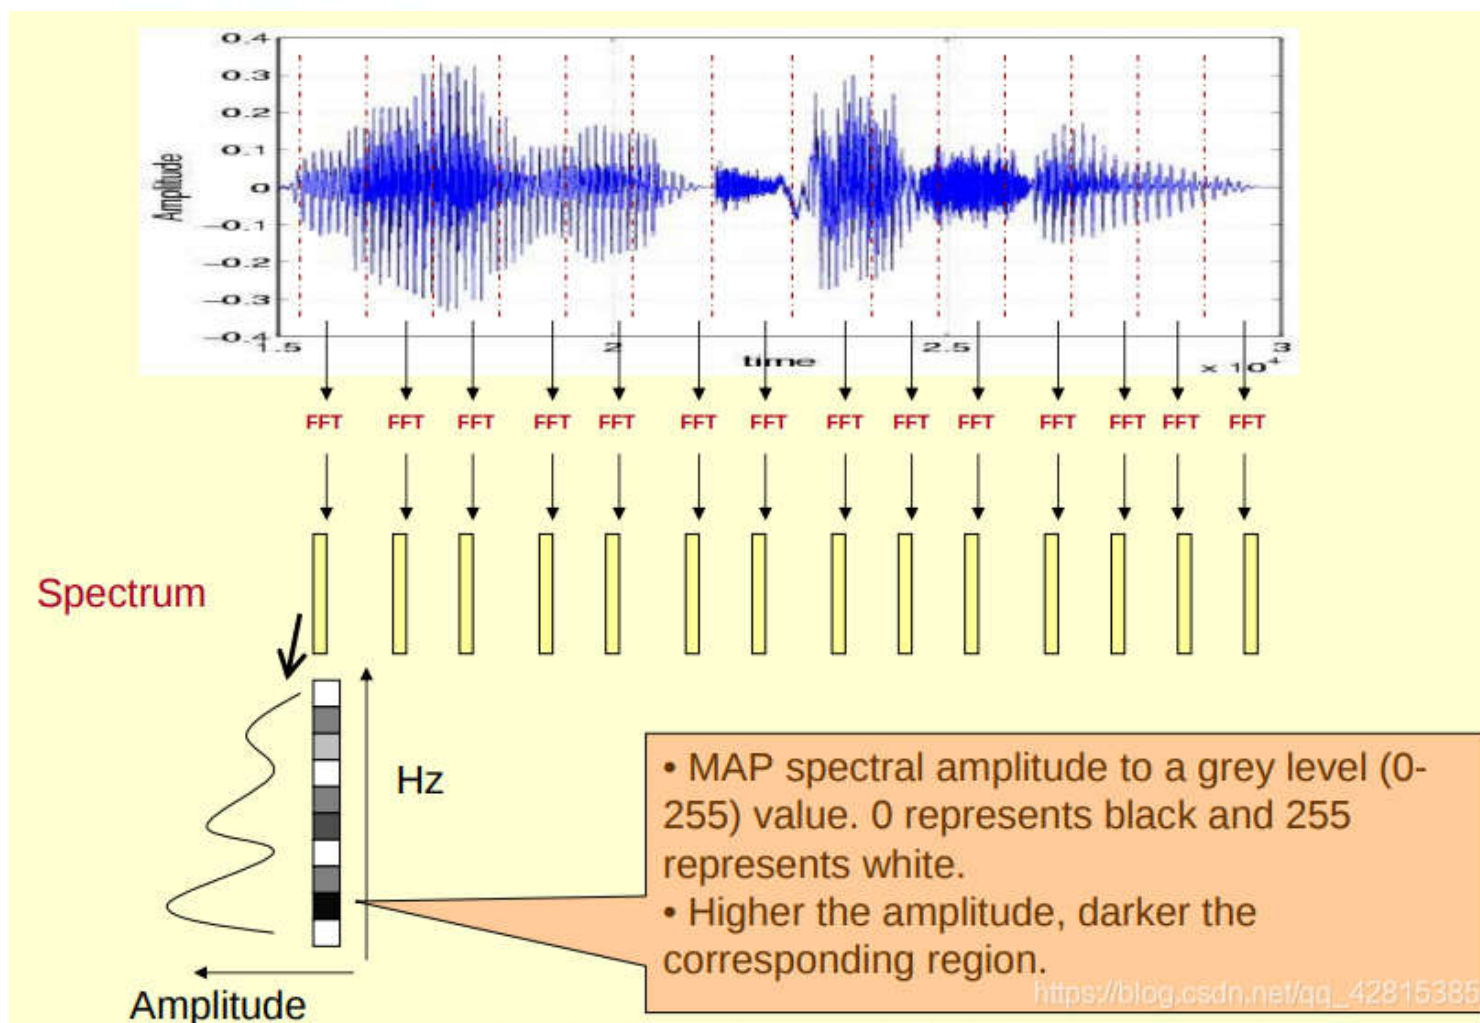 0.4
0.3
0.2
0.1
0
−0.1
−0.2
−0.3
−0.4
Amplitude
1.5 2 2.5 3
time
x 10⁴
FFT FFT FFT FFT FFT FFT FFT FFT FFT FFT FFT FFT FFT FFT
Spectrum
Hz
Amplitude
• MAP spectral amplitude to a grey level (0-
255) value. 0 represents black and 255
represents white.
• Higher the amplitude, darker the
corresponding region.
https://blog.csdn.net/qq_42815385